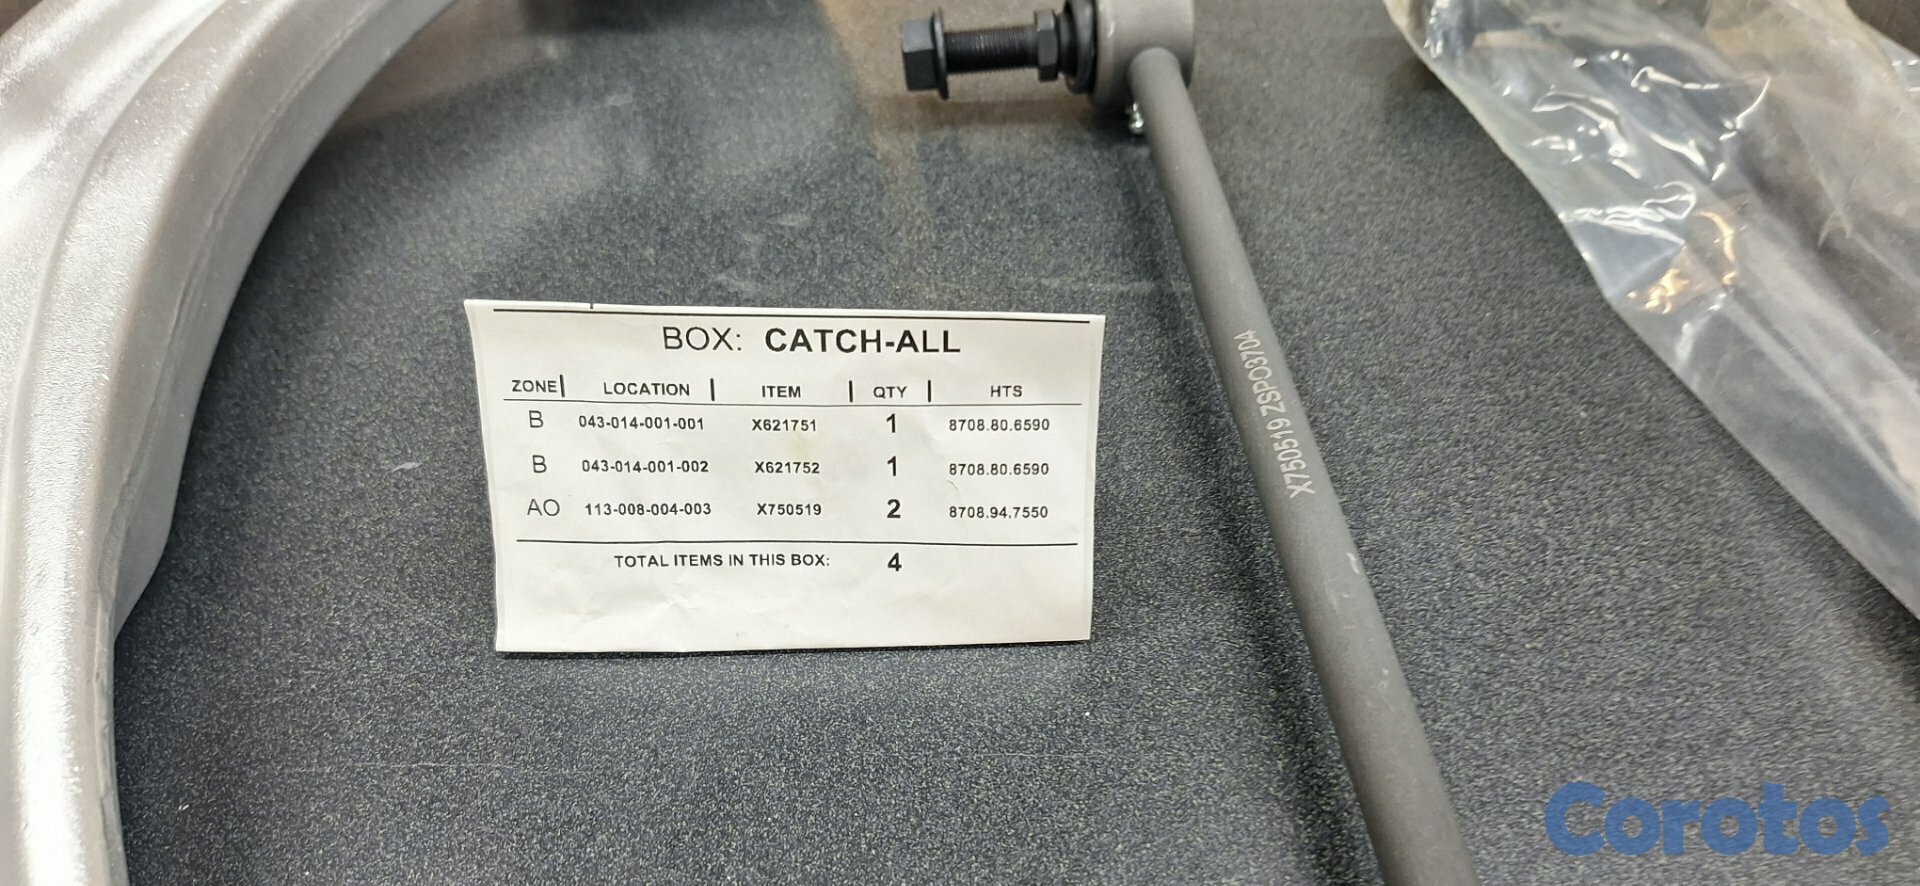 BOX: CATCH-ALL
ZONE| LOCATION | ITEM | QTY | HTS
B 043-014-001-001 X621751 1 8708.80.6590
B 043-014-001-002 X621752 1 8708.80.6590
AO 113-008-004-003 X750519 2 8708.94.7550
TOTAL ITEMS IN THIS BOX: 4
X750519 ZSPO3704
Corotos